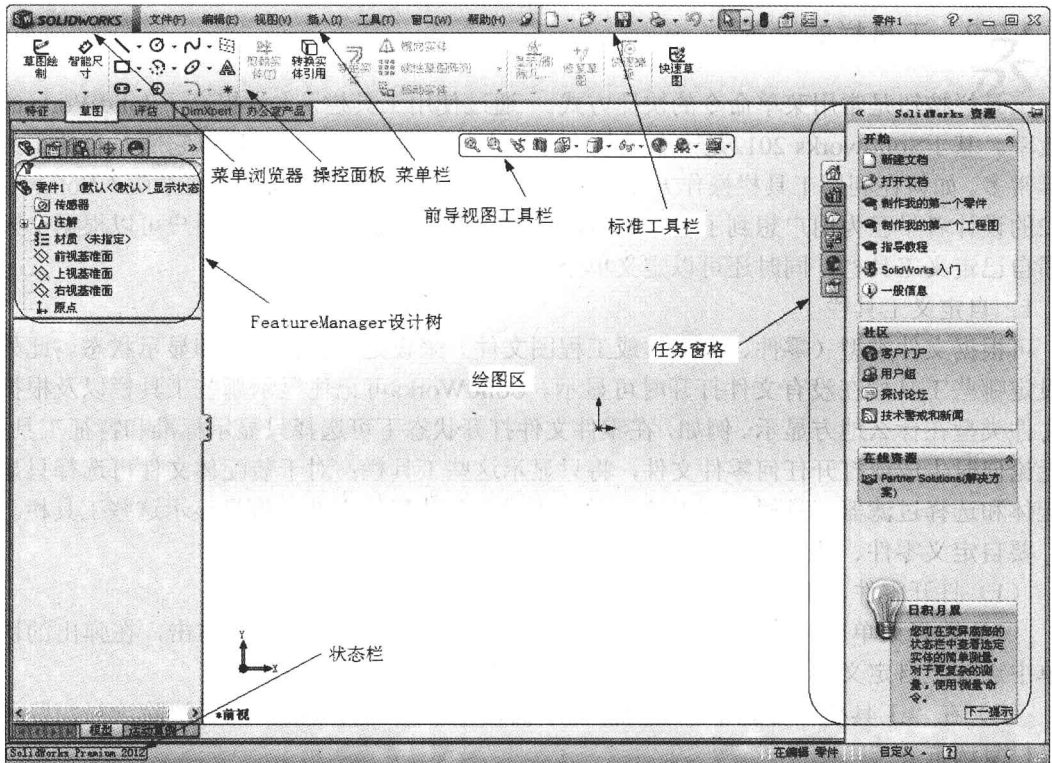 SOLIDWORKS 文件(F) 编辑(E) 视图(V) 插入(I) 工具(T) 窗口(W) 帮助(H) 零件1
草图绘制 智能尺寸 转换实体引用 快速草图
特征 草图 评估 DimXpert 办公室产品
零件1 (默认<<默认>_显示状态
传感器
注解
材质 <未指定>
前视基准面
上视基准面
右视基准面
原点
菜单浏览器 操控面板 菜单栏
前导视图工具栏
标准工具栏
FeatureManager设计树
任务窗格
绘图区
状态栏
Y
X
*前视
模型
SolidWorks Premium 2012
在编辑 零件 自定义
SolidWorks 资源
开始
新建文档
打开文档
制作我的第一个零件
制作我的第一个工程图
指导教程
SolidWorks 入门
一般信息
社区
客户门户
用户组
探讨论坛
技术警戒和新闻
在线资源
Partner Solutions(解决方案)
日积月累
您可在荧屏底部的
状态栏中查看选定
实体的简单测量。
对于更复杂的测
量，使用测量命
令。
下一提示